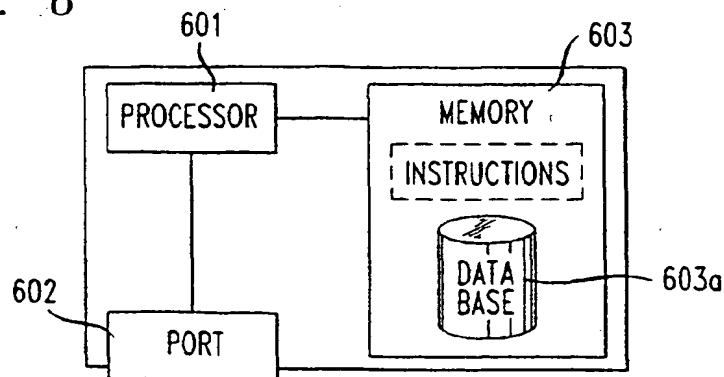 601
603
PROCESSOR
MEMORY
INSTRUCTIONS
DATA
BASE
603a
602
PORT